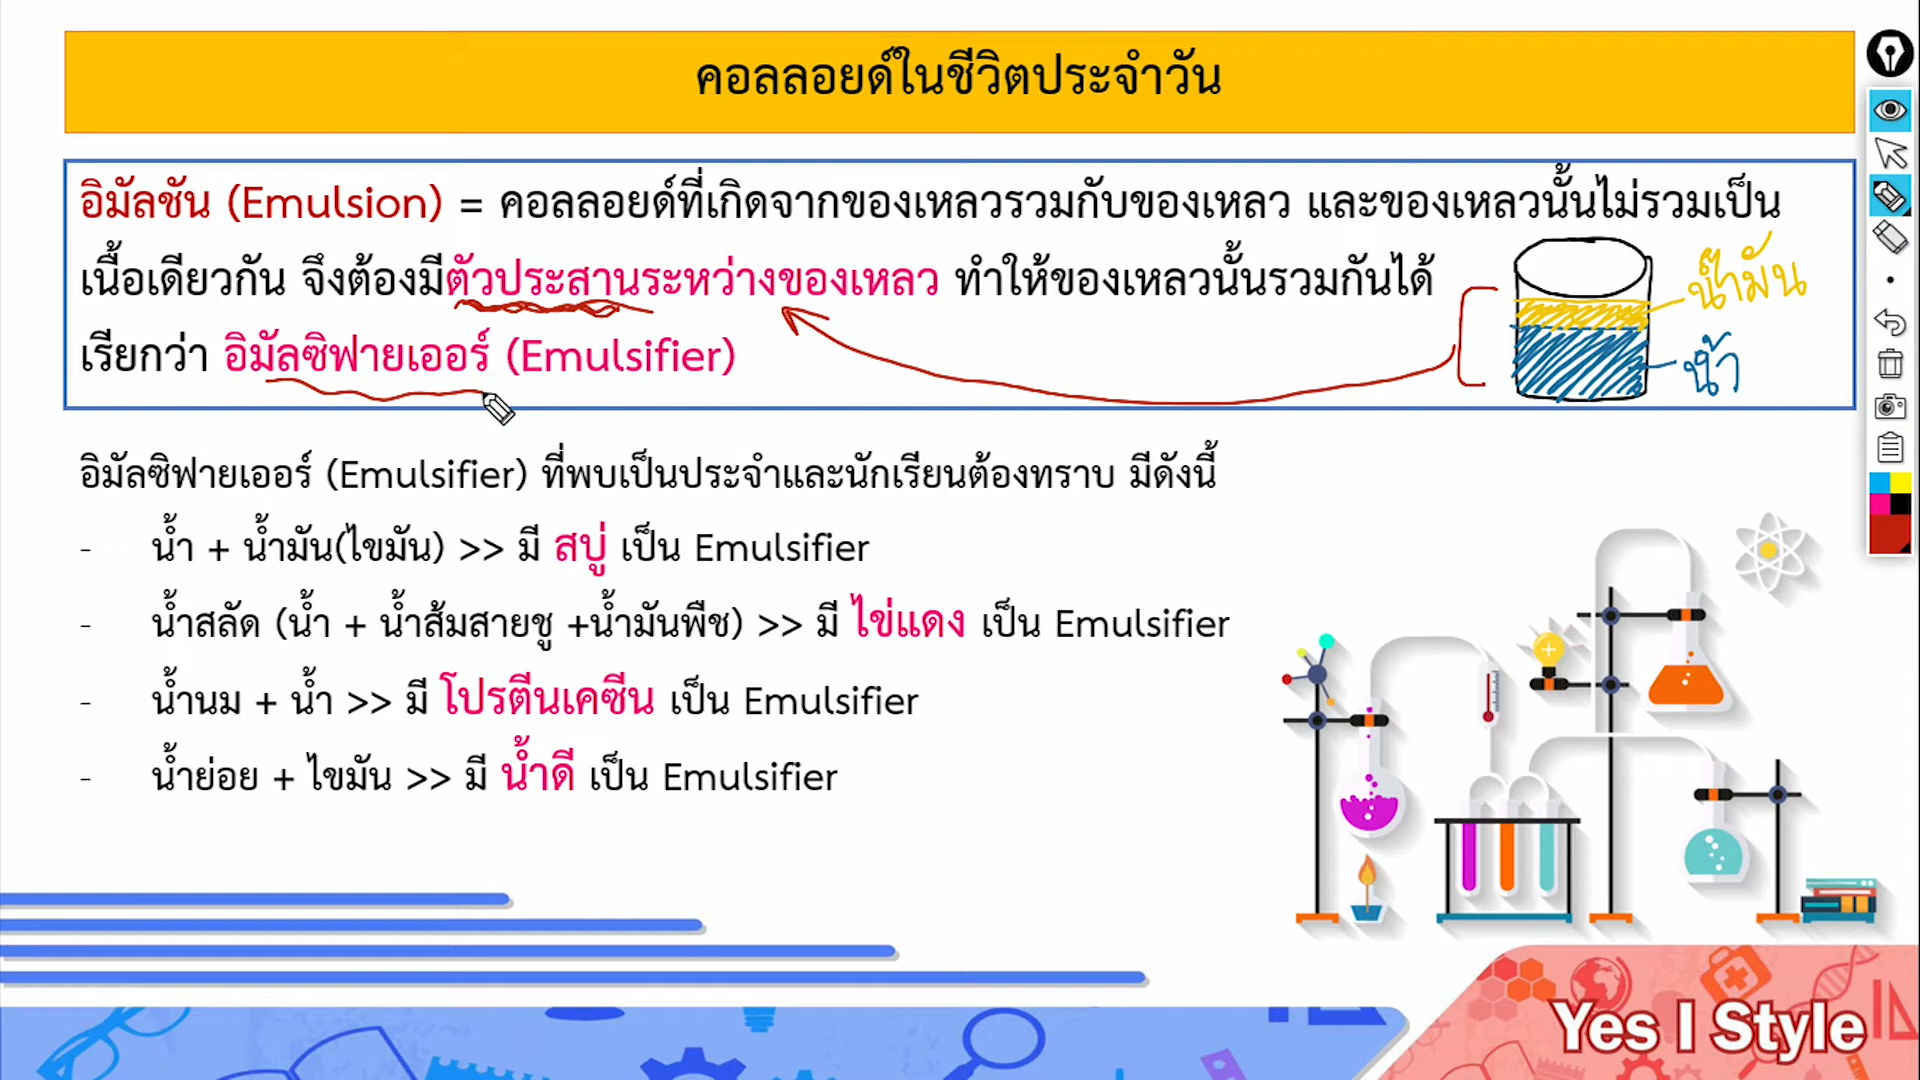 คอลลอยด์ในชีวิตประจำวัน
อิมัลชัน (Emulsion) = คอลลอยด์ที่เกิดจากของเหลวรวมกับของเหลว และของเหลวนั้นไม่รวมเป็น
เนื้อเดียวกัน จึงต้องมีตัวประสานระหว่างของเหลว ทำให้ของเหลวนั้นรวมกันได้
เรียกว่า อิมัลซิฟายเออร์ (Emulsifier)
น้ำมัน
น้ำ
อิมัลซิฟายเออร์ (Emulsifier) ที่พบเป็นประจำและนักเรียนต้องทราบ มีดังนี้
- น้ำ + น้ำมัน(ไขมัน) >> มี สบู่ เป็น Emulsifier
- น้ำสลัด (น้ำ + น้ำส้มสายชู +น้ำมันพืช) >> มี ไข่แดง เป็น Emulsifier
- น้ำนม + น้ำ >> มี โปรตีนเคซีน เป็น Emulsifier
- น้ำย่อย + ไขมัน >> มี น้ำดี เป็น Emulsifier
Yes I Style